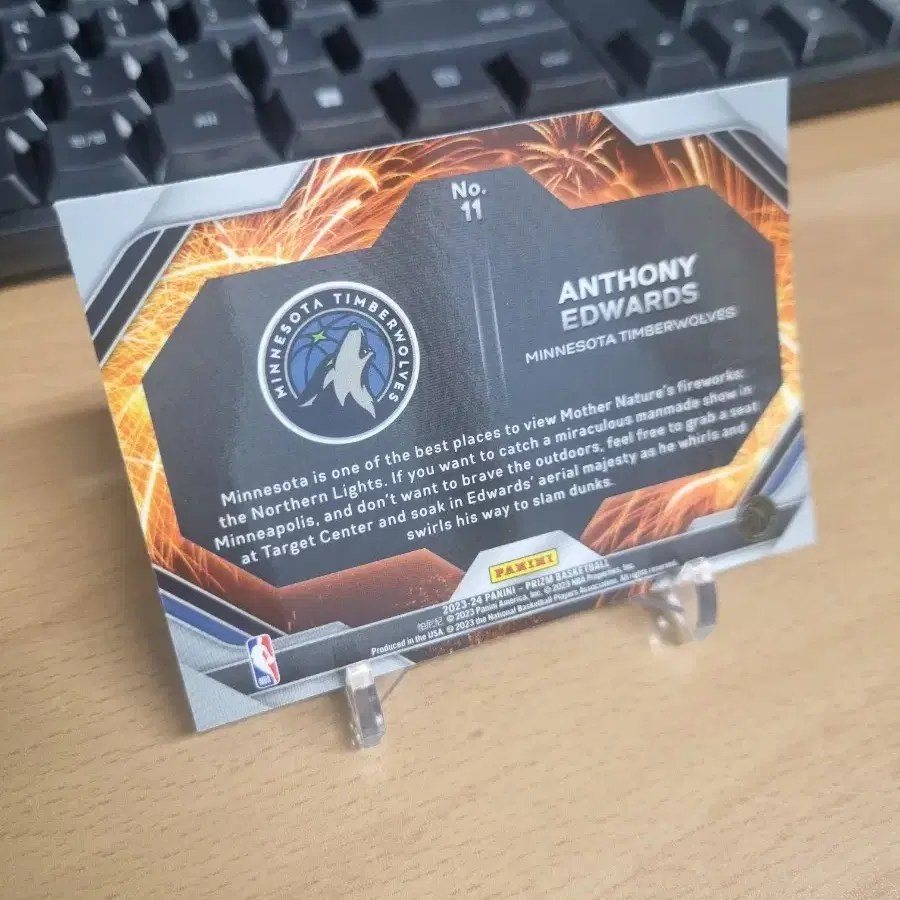 No.
11
MINNESOTA TIMBERWOLVES
ANTHONY
EDWARDS
MINNESOTA TIMBERWOLVES
Minnesota is one of the best places to view Mother Nature's fireworks:
the Northern Lights. If you want to catch a miraculous manmade show in
Minneapolis, and don't want to brave the outdoors, feel free to grab a seat
at Target Center and soak in Edwards' aerial majesty as he whirls and
swirls his way to slam dunks.
PANINI
2023-24 PANINI - PRIZM BASKETBALL
© 2023 Panini America, Inc. © 2023 NBA Properties, Inc.
Produced in the USA © 2023 the National Basketball Players Association. All rights reserved.
NBA